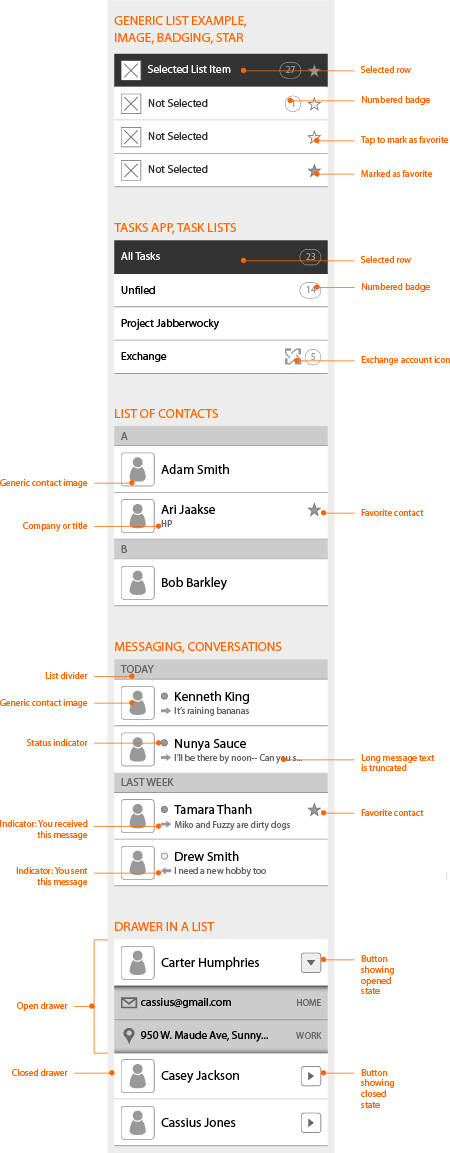 GENERIC LIST EXAMPLE,
IMAGE, BADGING, STAR
Selected List Item 27
Selected row
Not Selected 1
Numbered badge
Not Selected
Tap to mark as favorite
Not Selected
Marked as favorite
TASKS APP, TASK LISTS
All Tasks 23
Selected row
Unfiled 14
Numbered badge
Project Jabberwocky
Exchange 5
Exchange account icon
LIST OF CONTACTS
A
Adam Smith
Generic contact image
Ari Jaakse
HP
Company or title
Favorite contact
B
Bob Barkley
MESSAGING, CONVERSATIONS
TODAY
List divider
Kenneth King
It's raining bananas
Generic contact image
Nunya Sauce
I'll be there by noon-- Can you s...
Status indicator
Long message text
is truncated
LAST WEEK
Tamara Thanh
Miko and Fuzzy are dirty dogs
Favorite contact
Indicator: You received
this message
Drew Smith
I need a new hobby too
Indicator: You sent
this message
DRAWER IN A LIST
Carter Humphries
Button
showing
opened
state
cassius@gmail.com HOME
Open drawer
950 W. Maude Ave, Sunny... WORK
Closed drawer
Casey Jackson
Button
showing
closed
state
Cassius Jones